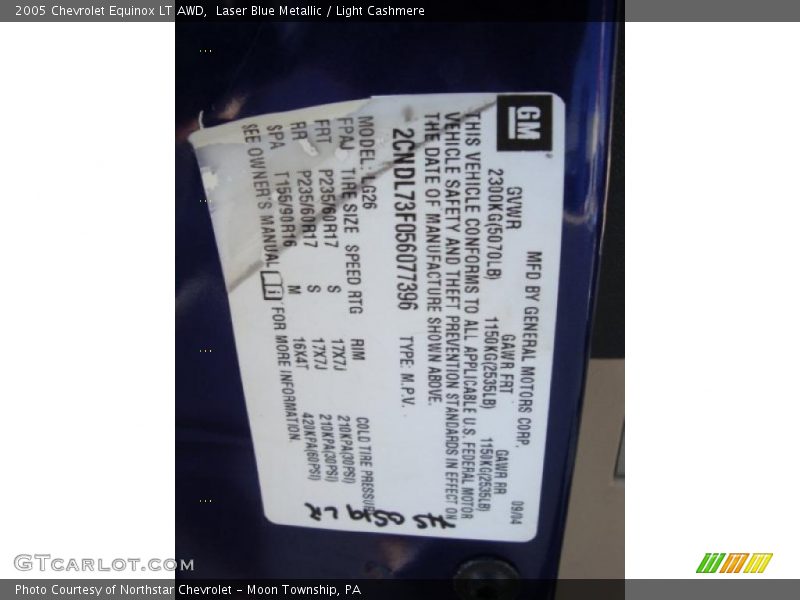 2005 Chevrolet Equinox LT AWD, Laser Blue Metallic / Light Cashmere
GM
MFD BY GENERAL MOTORS CORP. 09/04
GVWR GAWR FRT GAWR RR
2300KG(5070LB) 1150KG(2535LB) 1150KG(2535LB)
THIS VEHICLE CONFORMS TO ALL APPLICABLE U.S. FEDERAL MOTOR
VEHICLE SAFETY AND THEFT PREVENTION STANDARDS IN EFFECT ON
THE DATE OF MANUFACTURE SHOWN ABOVE.
2CNDL73F056077396 TYPE: M.P.V.
MODEL: LG26
FPAJ TIRE SIZE SPEED RTG RIM COLD TIRE PRESSURE
FRT P235/60R17 S 17X7J 210KPA(30PSI)
RR P235/60R17 S 17X7J 210KPA(30PSI)
SPA T155/90R16 M 16X4T 420KPA(60PSI)
SEE OWNER'S MANUAL i FOR MORE INFORMATION.
GTCarLot.com
Photo Courtesy of Northstar Chevrolet - Moon Township, PA